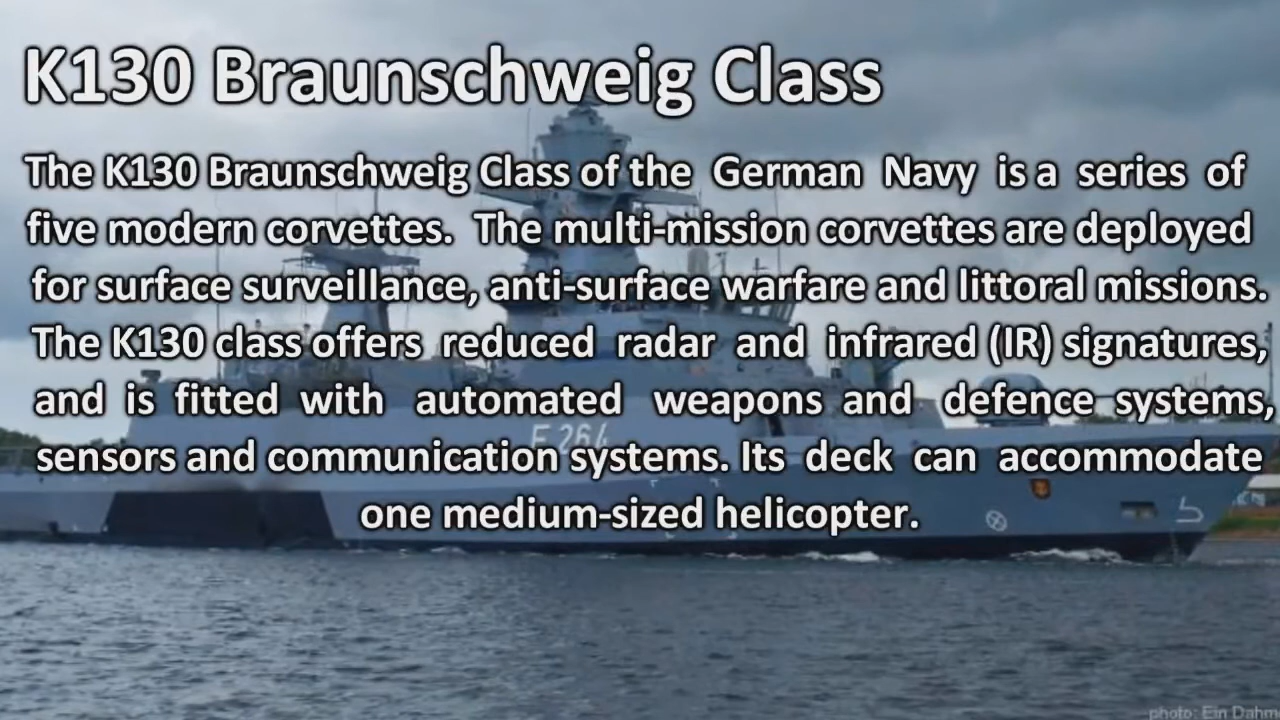 K130 Braunschweig Class
The K130 Braunschweig Class of the German Navy is a series of
five modern corvettes. The multi-mission corvettes are deployed
for surface surveillance, anti-surface warfare and littoral missions.
The K130 class offers reduced radar and infrared (IR) signatures,
and is fitted with automated weapons and defence systems,
sensors and communication systems. Its deck can accommodate
one medium-sized helicopter.
F 264
photo: Ein Dahm